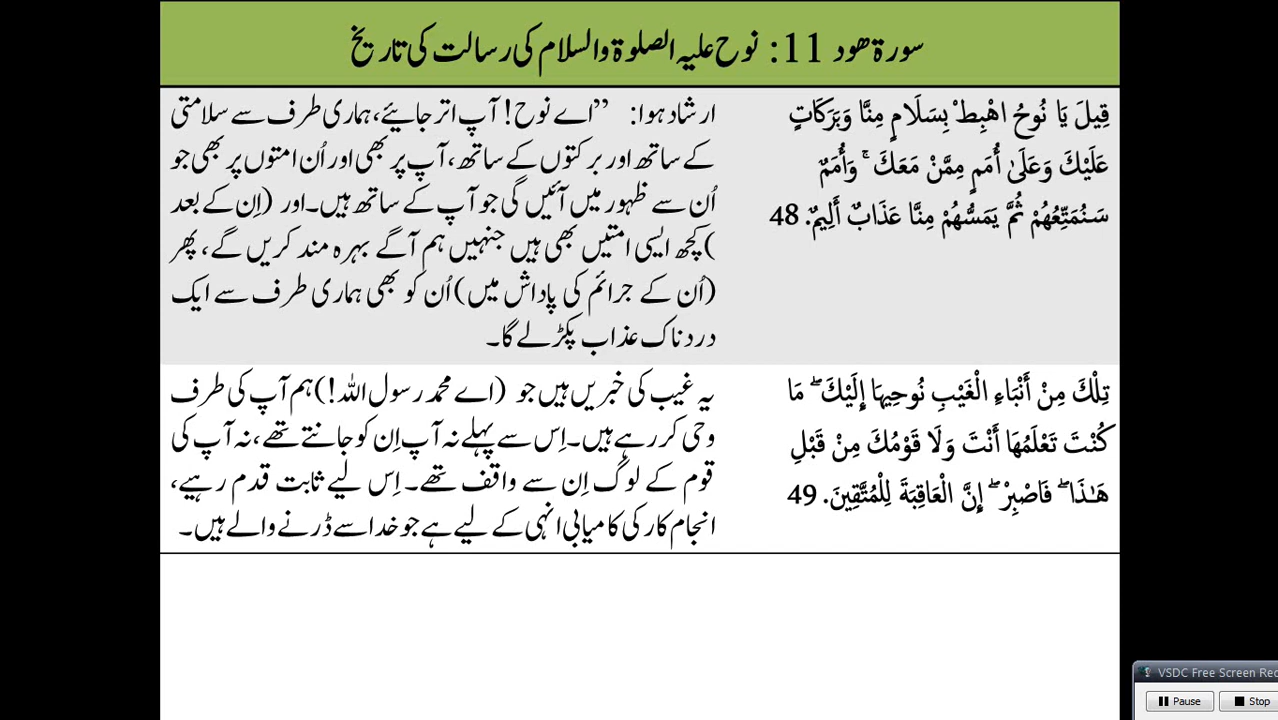 سورة هود 11: نوح علیہ الصلوۃ والسلام کی رسالت کی تاریخ
قِيلَ يَا نُوحُ اهْبِطْ بِسَلَامٍ مِنَّا وَبَرَكَاتٍ
عَلَيْكَ وَعَلَىٰ أُمَمٍ مِمَّنْ مَعَكَ ۚ وَأُمَمٌ
سَنُمَتِّعُهُمْ ثُمَّ يَمَسُّهُمْ مِنَّا عَذَابٌ أَلِيمٌ. 48
ارشاد ہوا: ”اے نوح! آپ اتر جایئے، ہماری طرف سے سلامتی
کے ساتھ اور برکتوں کے ساتھ، آپ پر بھی اور اُن امتوں پر بھی جو
اُن سے ظہور میں آئیں گی جو آپ کے ساتھ ہیں۔ اور (اِن کے بعد
)کچھ ایسی امتیں بھی ہیں جنہیں ہم آگے بہرہ مند کریں گے، پھر
(اُن کے جرائم کی پاداش میں) اُن کو بھی ہماری طرف سے ایک
دردناک عذاب پکڑ لے گا۔
تِلْكَ مِنْ أَنْبَاءِ الْغَيْبِ نُوحِيهَا إِلَيْكَ ۖ مَا
كُنْتَ تَعْلَمُهَا أَنْتَ وَلَا قَوْمُكَ مِنْ قَبْلِ
هَـٰذَا ۖ فَاصْبِرْ ۖ إِنَّ الْعَاقِبَةَ لِلْمُتَّقِينَ. 49
یہ غیب کی خبریں ہیں جو (اے محمد رسول اللہ!) ہم آپ کی طرف
وحی کر رہے ہیں۔ اِس سے پہلے نہ آپ اِن کو جانتے تھے، نہ آپ کی
قوم کے لوگ اِن سے واقف تھے۔ اِس لیے ثابت قدم رہیے،
انجام کار کی کامیابی انہی کے لیے ہے جو خدا سے ڈرنے والے ہیں۔
VSDC Free Screen Rec
Pause
Stop